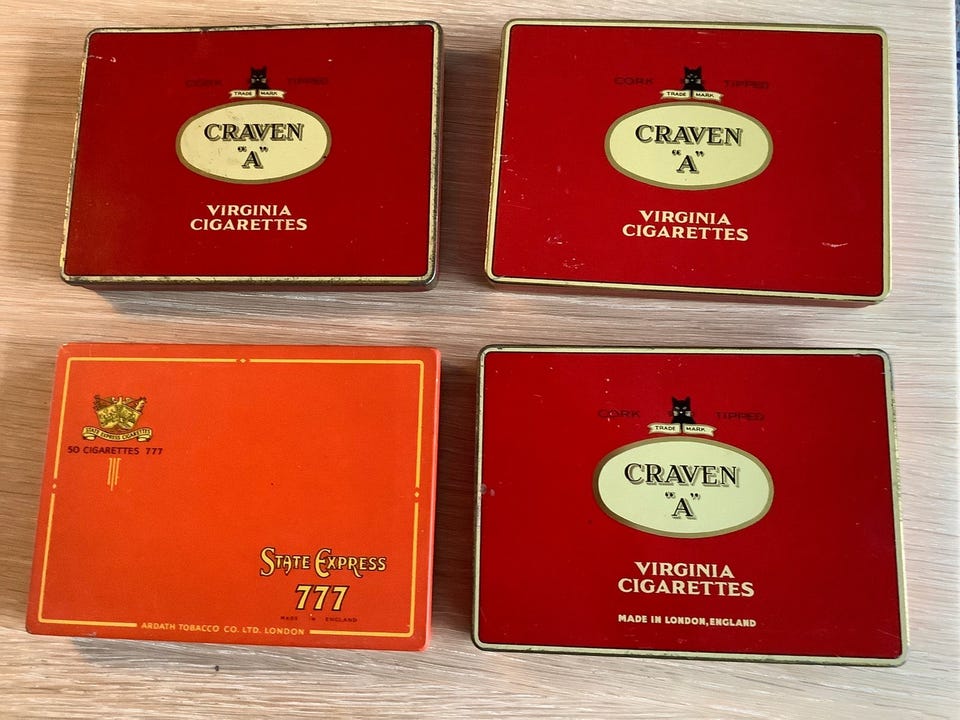 CORK TIPPED
TRADE MARK
CRAVEN
"A"
VIRGINIA
CIGARETTES
CORK TIPPED
TRADE MARK
CRAVEN
"A"
VIRGINIA
CIGARETTES
STATE EXPRESS CIGARETTES
50 CIGARETTES 777
STATE EXPRESS
777
MADE IN ENGLAND
ARDATH TOBACCO CO. LTD. LONDON
CORK TIPPED
TRADE MARK
CRAVEN
"A"
VIRGINIA
CIGARETTES
MADE IN LONDON, ENGLAND